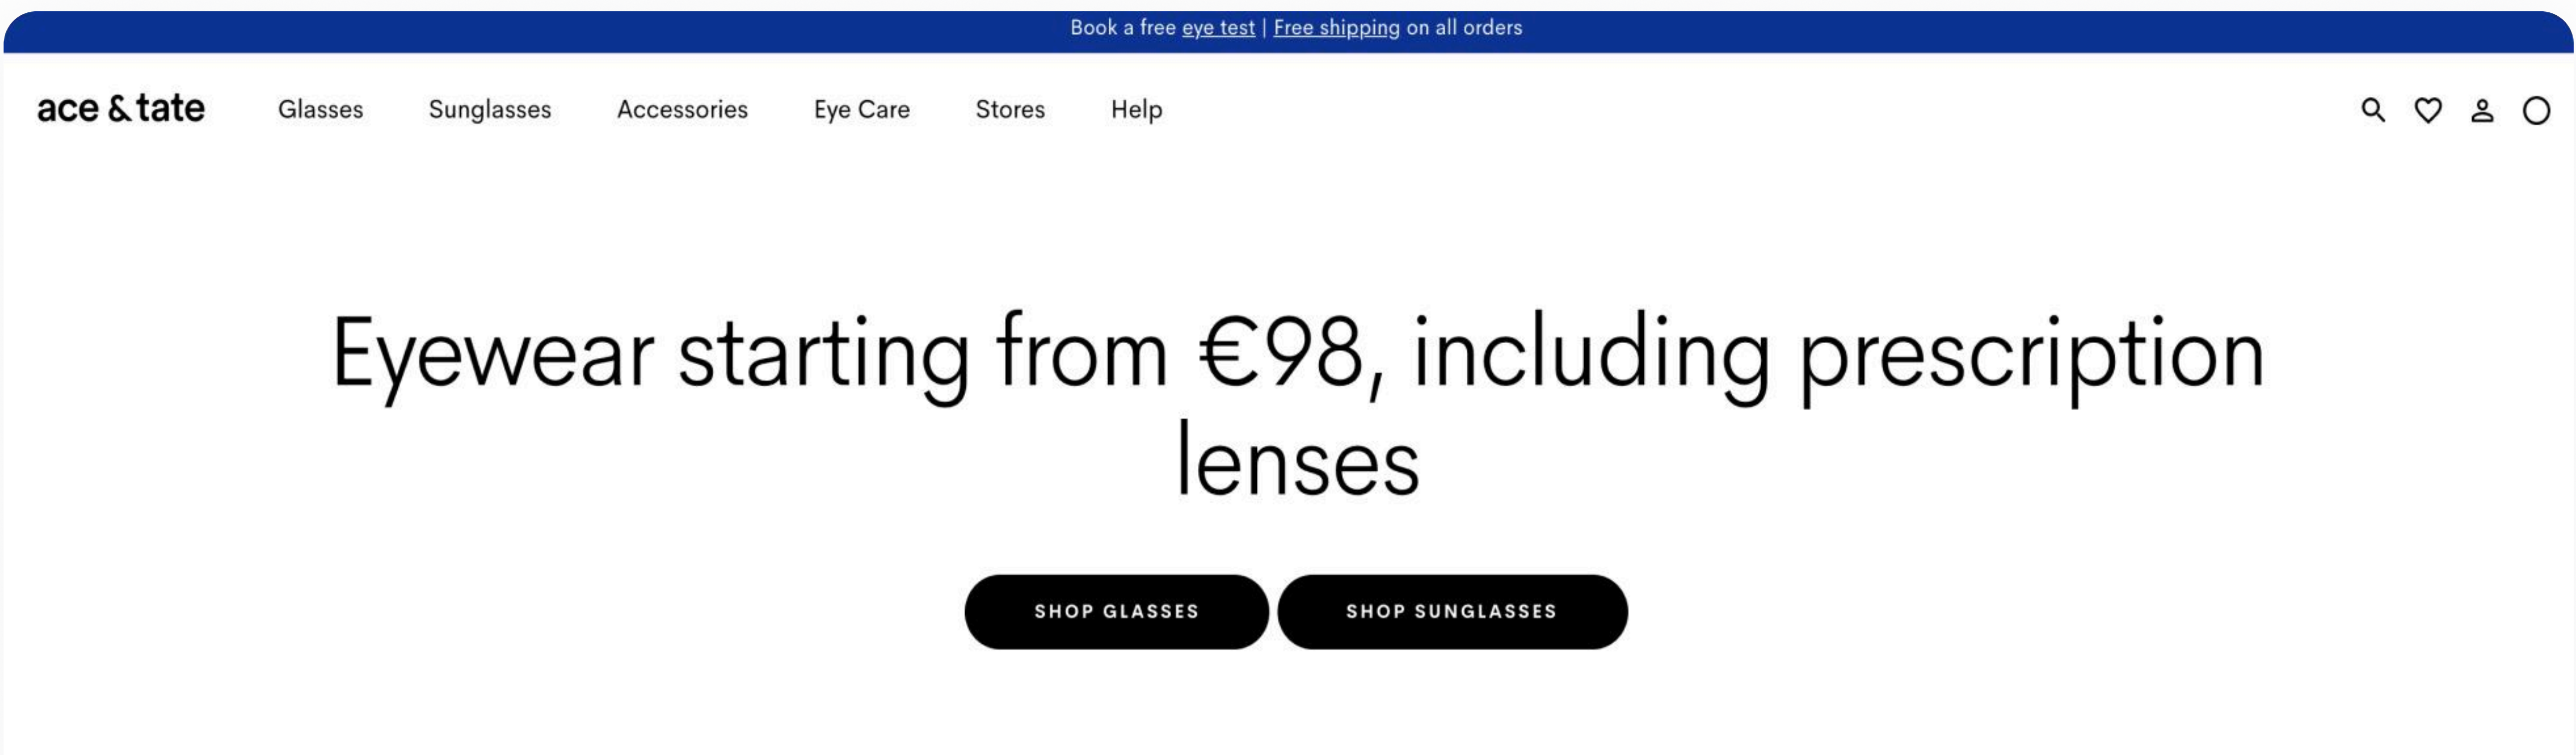 Book a free eye test | Free shipping on all orders
ace & tate Glasses Sunglasses Accessories Eye Care Stores Help
Eyewear starting from €98, including prescription
lenses
SHOP GLASSES SHOP SUNGLASSES